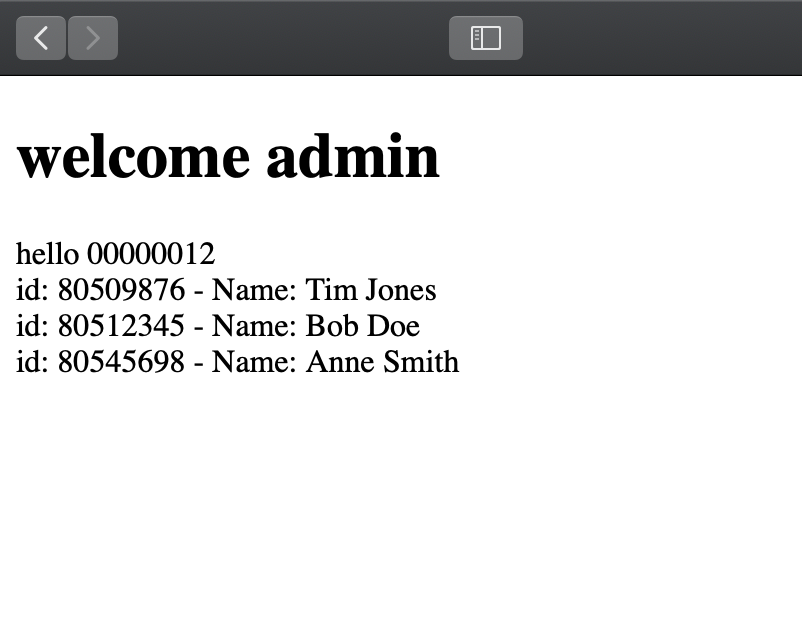 welcome admin
hello 00000012
id: 80509876 - Name: Tim Jones
id: 80512345 - Name: Bob Doe
id: 80545698 - Name: Anne Smith